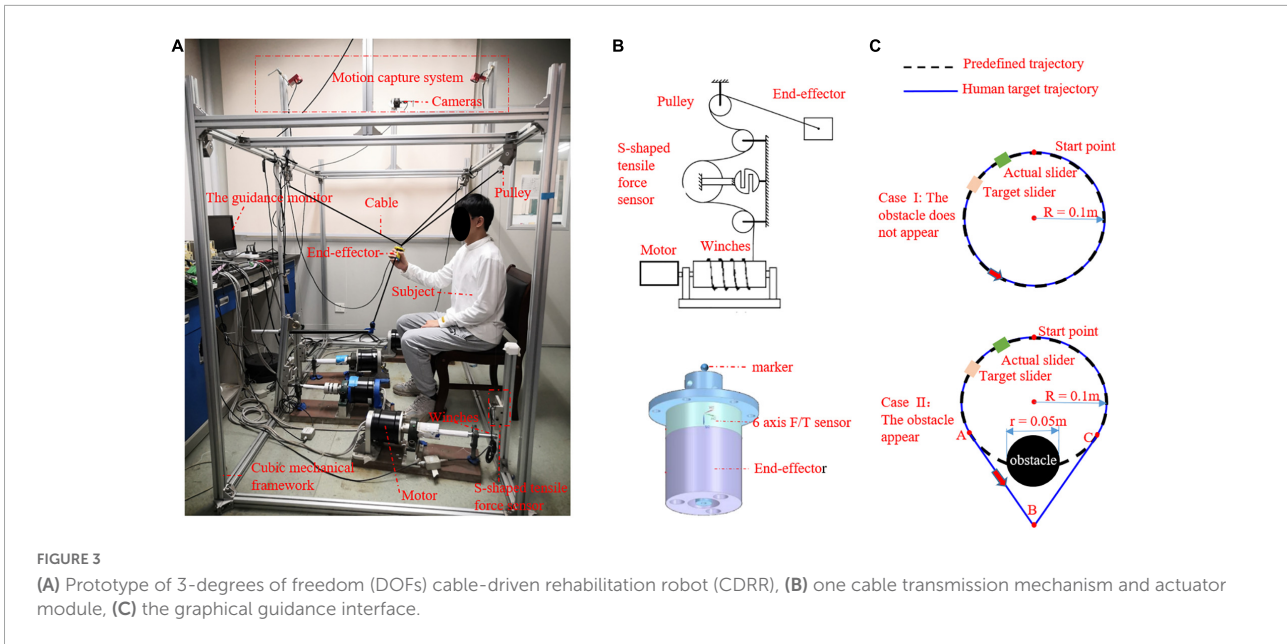 A
Motion capture system
Cameras
The guidance monitor
Cable
Pulley
End-effector
Subject
Winches
Cubic mechanical
framework
Motor
S-shaped tensile
force sensor
B
Pulley
End-effector
S-shaped
tensile
force
sensor
Motor
Winches
marker
6 axis F/T sensor
End-effector
C
Predefined trajectory
Human target trajectory
Start point
Actual slider
Target slider
Case I: The
obstacle does
not appear
R = 0.1m
Start point
Actual slider
Target slider
R = 0.1m
Case II:
The obstacle
appear
r = 0.05m
A
C
obstacle
B
FIGURE 3
(A) Prototype of 3-degrees of freedom (DOFs) cable-driven rehabilitation robot (CDRR), (B) one cable transmission mechanism and actuator
module, (C) the graphical guidance interface.